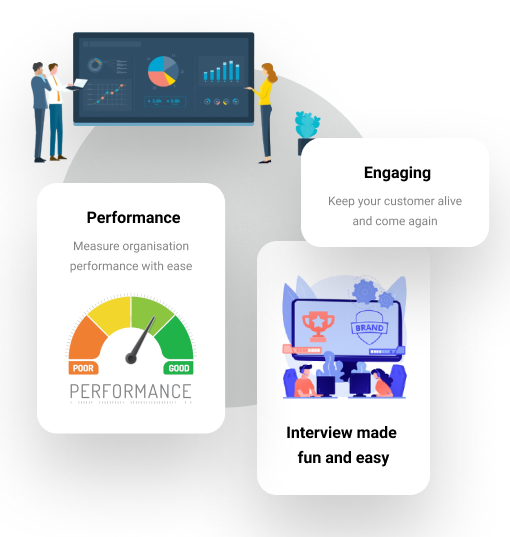 Engaging
Keep your customer alive
and come again
Performance
Measure organisation
performance with ease
POOR
GOOD
PERFORMANCE
BRAND
Interview made
fun and easy